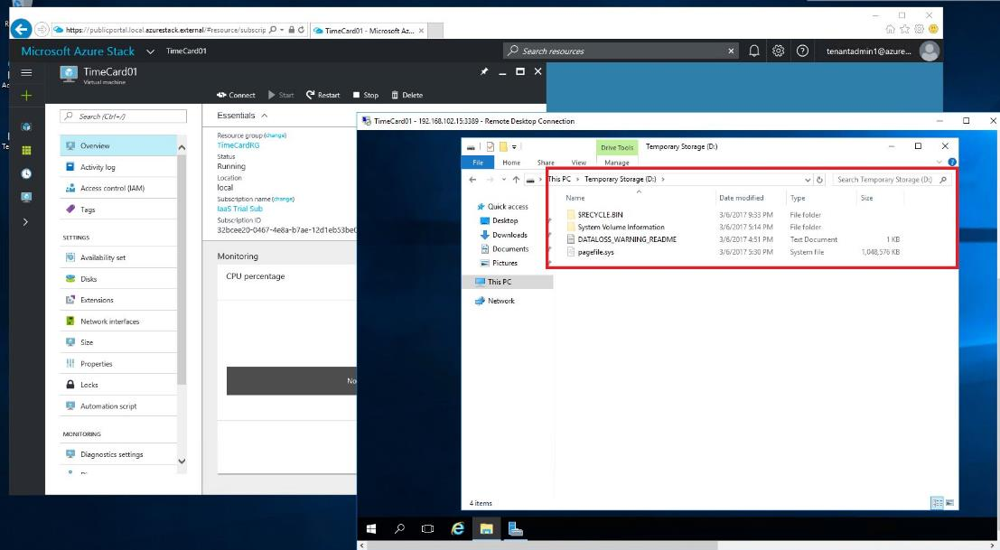 https://publicportal.local.azurestack.external/#resource/subscrip
TimeCard01 - Microsoft Az...
Microsoft Azure Stack
TimeCard01
Search resources
tenantadmin1@azure...
TimeCard01
Virtual machine
Connect
Start
Restart
Stop
Delete
Search (Ctrl+/)
Overview
Activity log
Access control (IAM)
Tags
SETTINGS
Availability set
Disks
Extensions
Network interfaces
Size
Properties
Locks
Automation script
MONITORING
Diagnostics settings
Essentials
Resource group (change)
TimeCardRG
Status
Running
Location
local
Subscription name (change)
IaaS Trial Sub
Subscription ID
32bcee20-0467-4e8a-b7ae-12d1eb53be
Monitoring
CPU percentage
No
TimeCard01 - 192.168.102.15:3389 - Remote Desktop Connection
Drive Tools
Temporary Storage (D:)
File
Home
Share
View
Manage
This PC
Temporary Storage (D:)
Search Temporary Storage (D:)
Quick access
Desktop
Downloads
Documents
Pictures
This PC
Network
Name Date modified Type Size
$RECYCLE.BIN 3/6/2017 9:33 PM File folder
System Volume Information 3/6/2017 5:14 PM File folder
DATALOSS_WARNING_README 3/6/2017 4:51 PM Text Document 1 KB
pagefile.sys 3/6/2017 5:30 PM System file 1,048,576 KB
4 items